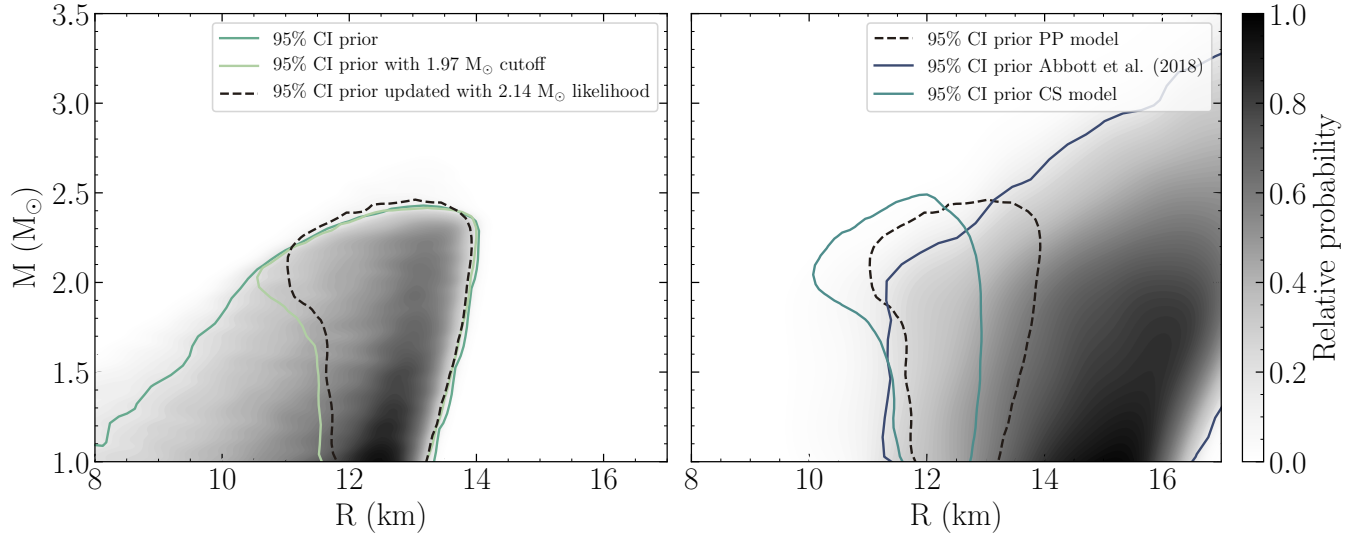 3.5
3.0
2.5
2.0
1.5
1.0
M (M⊙)
95% CI prior
95% CI prior with 1.97 M⊙ cutoff
95% CI prior updated with 2.14 M⊙ likelihood
8 10 12 14 16
R (km)
95% CI prior PP model
95% CI prior Abbott et al. (2018)
95% CI prior CS model
8 10 12 14 16
R (km)
1.0
0.8
0.6
0.4
0.2
0.0
Relative probability